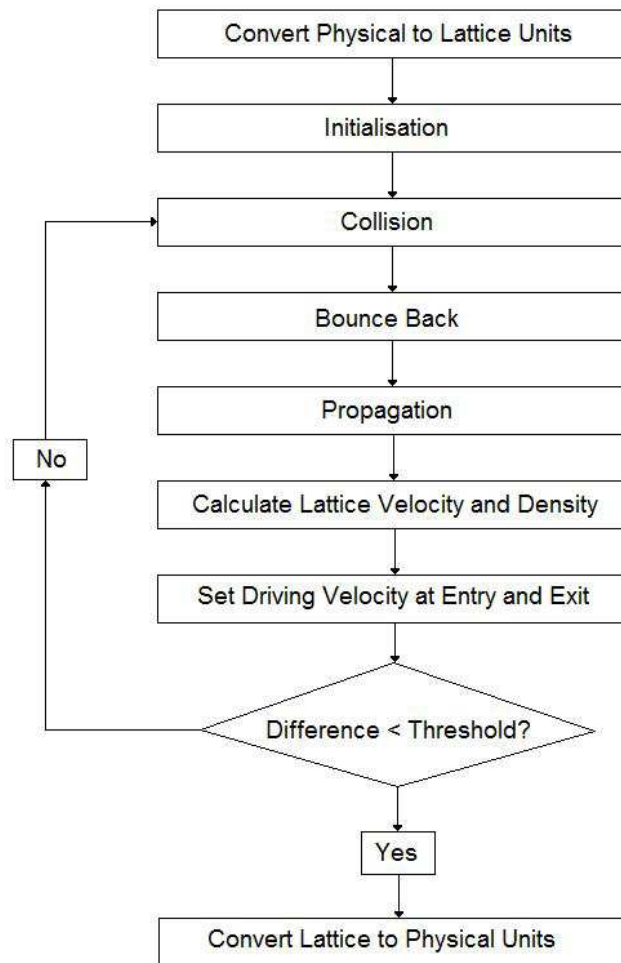 Convert Physical to Lattice Units
Initialisation
Collision
Bounce Back
Propagation
No
Calculate Lattice Velocity and Density
Set Driving Velocity at Entry and Exit
Difference < Threshold?
Yes
Convert Lattice to Physical Units